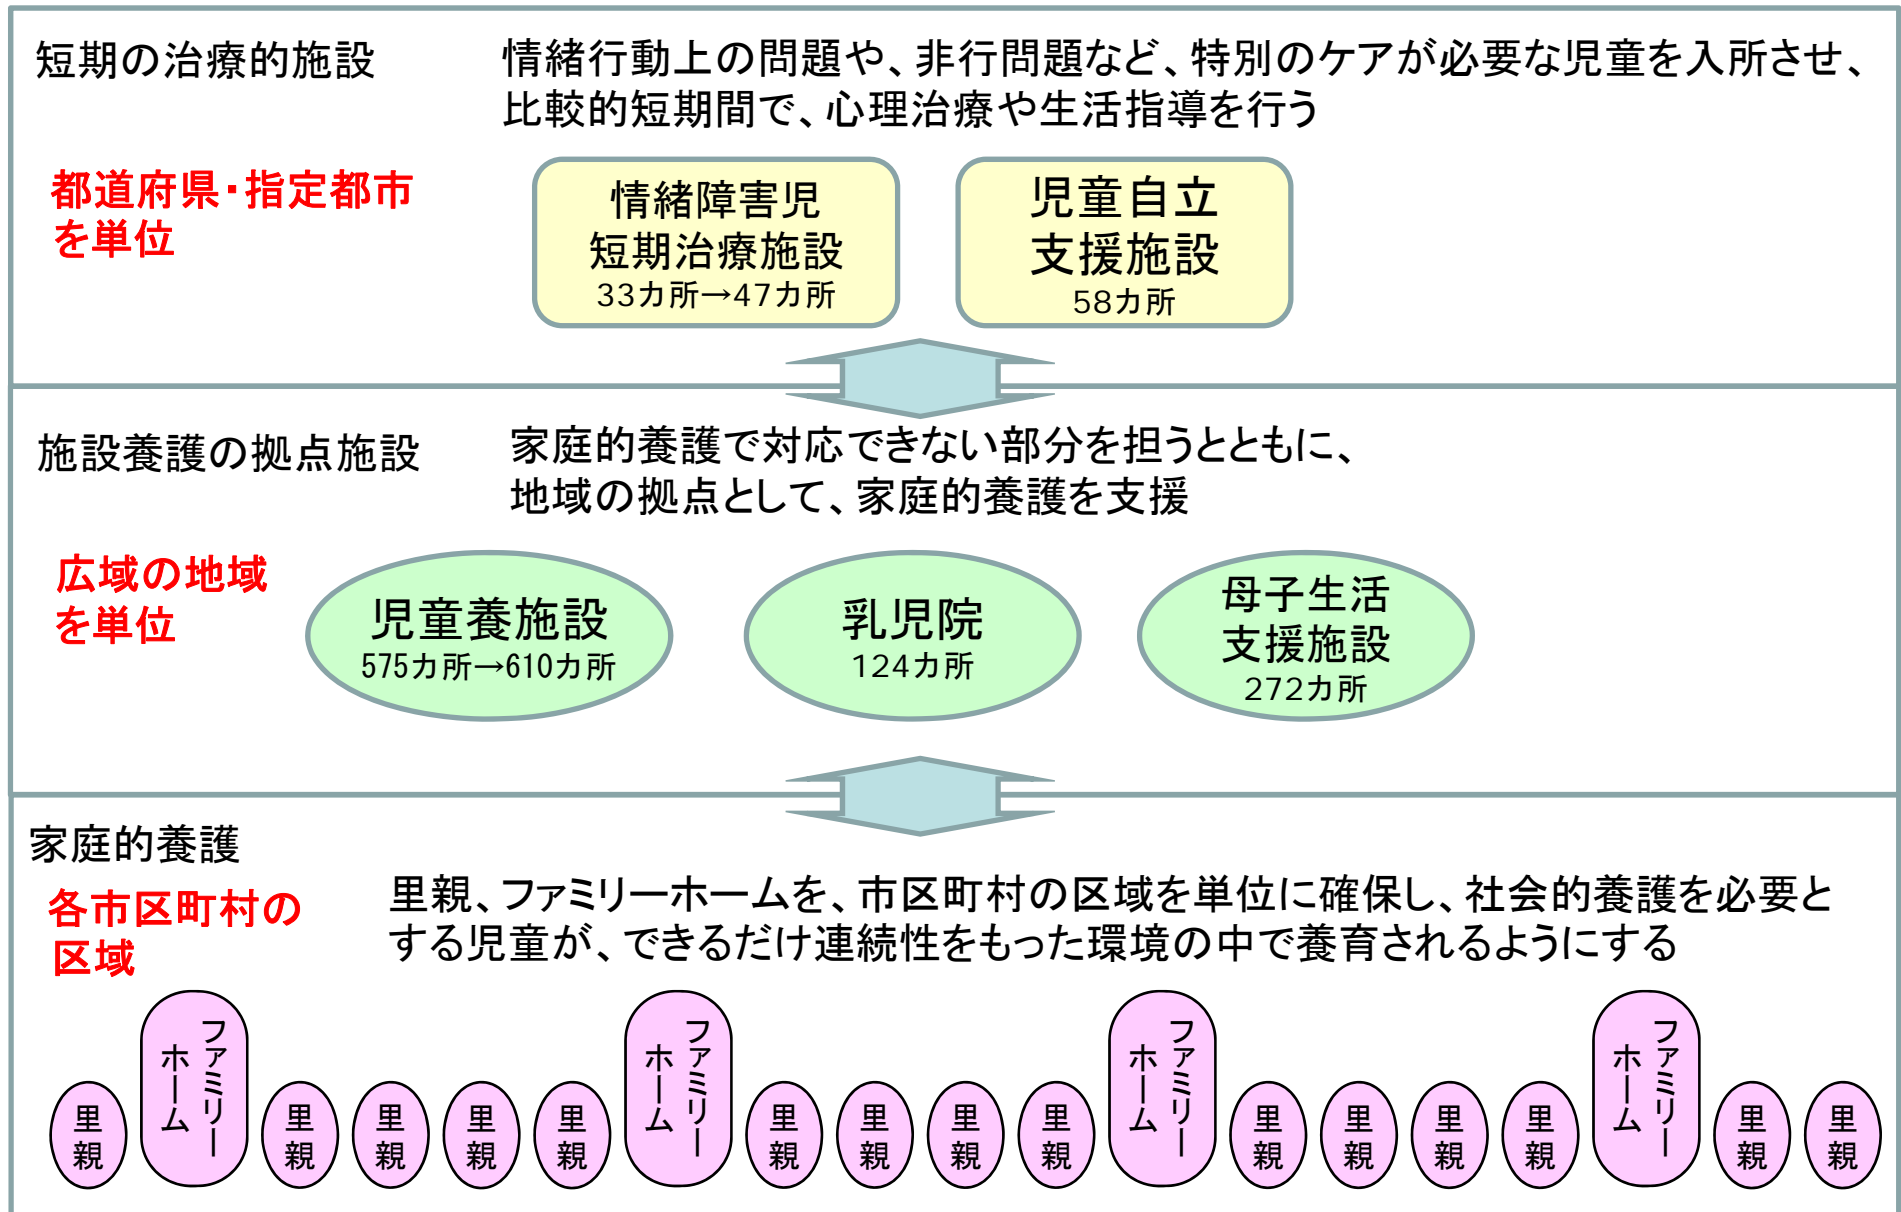 短期の治療的施設
情緒行動上の問題や、非行問題など、特別のケアが必要な児童を入所させ、
比較的短期間で、心理治療や生活指導を行う
都道府県・指定都市
を単位
情緒障害児
短期治療施設
33カ所→47カ所
児童自立
支援施設
58カ所
施設養護の拠点施設
家庭的養護で対応できない部分を担うとともに、
地域の拠点として、家庭的養護を支援
広域の地域
を単位
児童養施設
575カ所→610カ所
乳児院
124カ所
母子生活
支援施設
272カ所
家庭的養護
各市区町村の
区域
里親、ファミリーホームを、市区町村の区域を単位に確保し、社会的養護を必要と
する児童が、できるだけ連続性をもった環境の中で養育されるようにする
里親
ファミリー
ホーム
里親
里親
里親
里親
ファミリー
ホーム
里親
里親
里親
里親
ファミリー
ホーム
里親
里親
里親
里親
ファミリー
ホーム
里親
里親